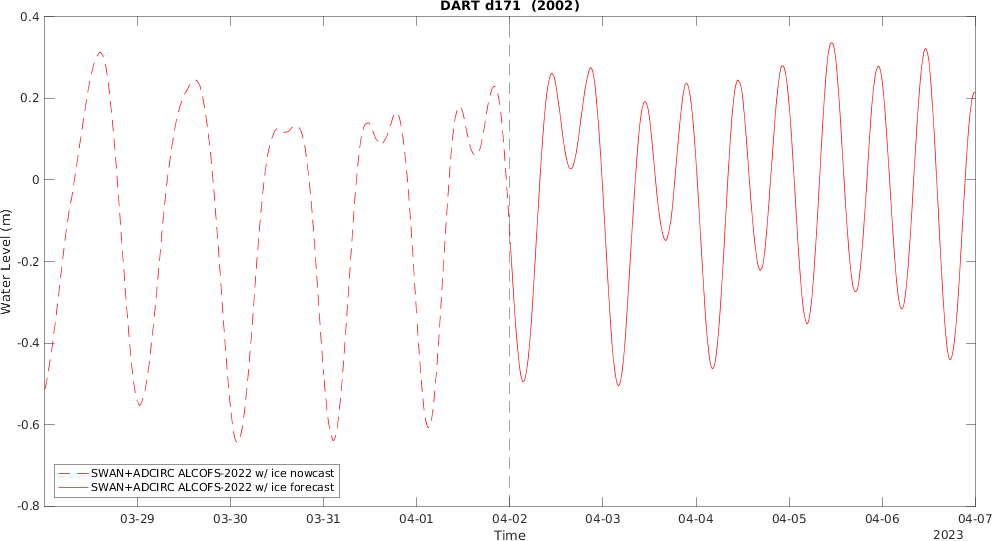 DART d171 (2002)
0.4
0.2
0
-0.2
-0.4
-0.6
-0.8
Water Level (m)
SWAN+ADCIRC ALCOFS-2022 w/ ice nowcast
SWAN+ADCIRC ALCOFS-2022 w/ ice forecast
03-29 03-30 03-31 04-01 04-02 04-03 04-04 04-05 04-06 04-07
Time
2023